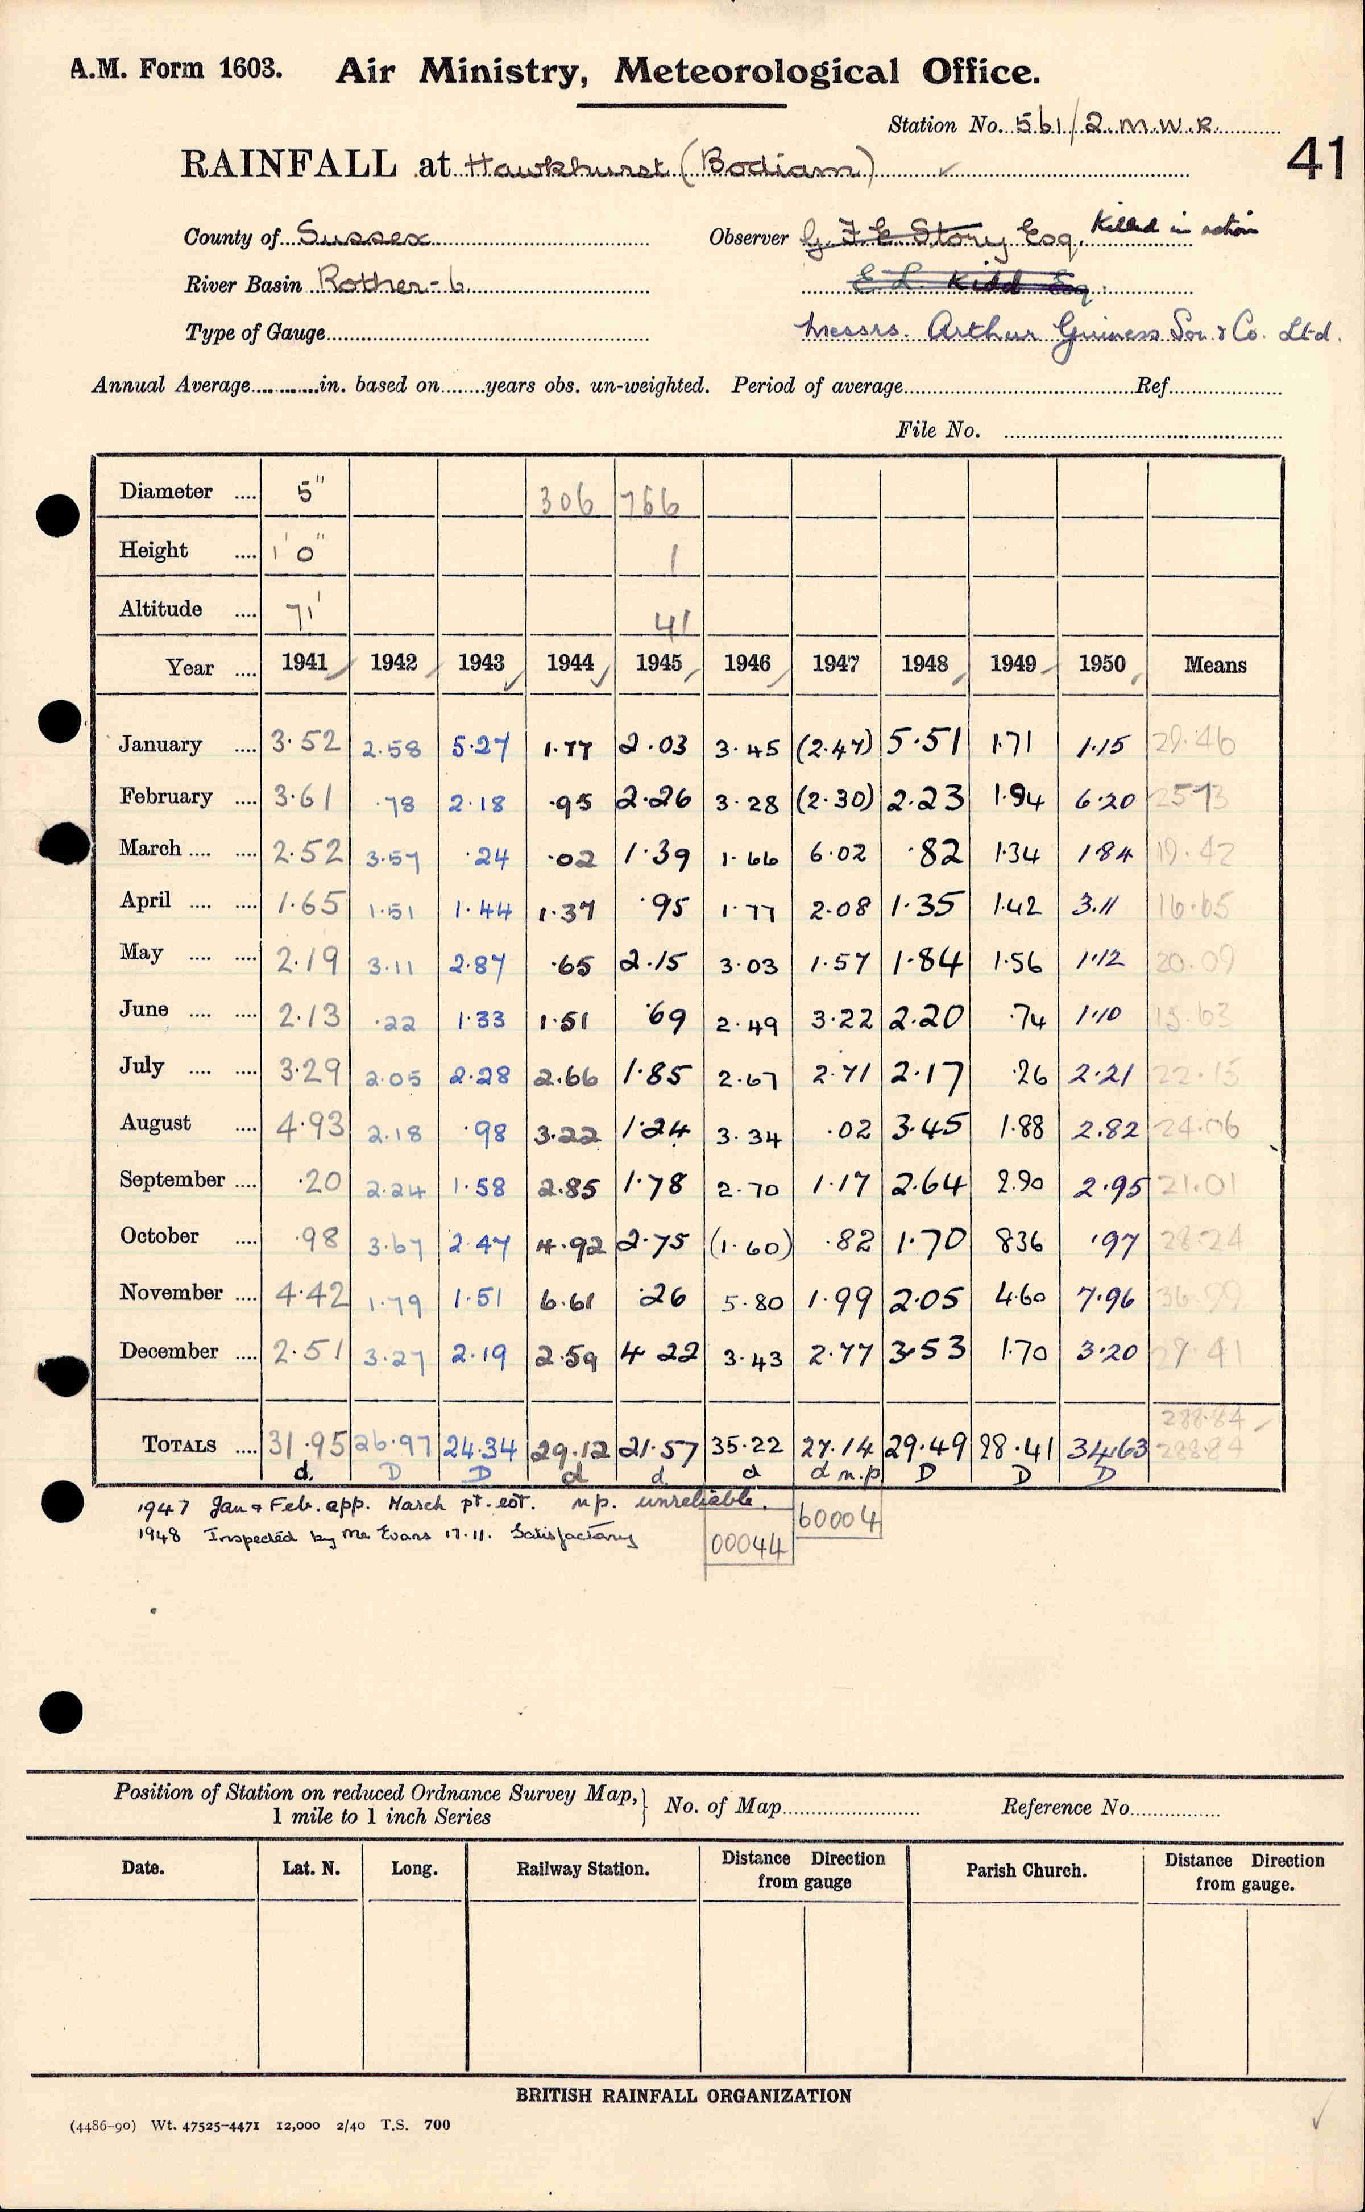 A.M. Form 1603. Air Ministry, Meteorological Office.
Station No. 561/2 M.W.R.
41
RAINFALL at Hawkhurst (Bodiam)
County of Sussex Observer G. F. E Story Esq. Killed in action
River Basin Rother-6 E L Kidd Esq
Type of Gauge Messrs. Arthur Guiness Son & Co. Ltd.
Annual Average in. based on years obs. un-weighted. Period of average Ref
File No.
Diameter 5" 306 766
Height 1' 0" 1
Altitude 71' 41
Year 1941 1942 1943 1944 1945 1946 1947 1948 1949 1950 Means
January 3.52 2.58 5.27 1.77 2.03 3.45 (2.47) 5.51 1.71 1.15 29.46
February 3.61 .78 2.18 .95 2.26 3.28 (2.30) 2.23 1.94 6.20 25.73
March 2.52 3.57 .24 .02 1.39 1.66 6.02 .82 1.34 1.84 19.42
April 1.65 1.51 1.44 1.37 .95 1.77 2.08 1.35 1.42 3.11 16.65
May 2.19 3.11 2.87 .65 2.15 3.03 1.57 1.84 1.56 1.12 20.09
June 2.13 .22 1.33 1.51 .69 2.49 3.22 2.20 .74 1.10 15.63
July 3.29 2.05 2.28 2.66 1.85 2.67 2.71 2.17 .26 2.21 22.15
August 4.93 2.18 .98 3.22 1.24 3.34 .02 3.45 1.88 2.82 24.06
September .20 2.24 1.58 2.85 1.78 2.70 1.17 2.64 2.90 2.95 21.01
October .98 3.67 2.47 4.92 2.75 (1.60) .82 1.70 8.36 .97 28.24
November 4.42 1.79 1.51 6.61 .26 5.80 1.99 2.05 4.60 7.96 36.99
December 2.51 3.27 2.19 2.59 4.22 3.43 2.77 3.53 1.70 3.20 29.41
288.84
TOTALS 31.95 26.97 24.34 29.12 21.57 35.22 27.14 29.49 28.41 34.63 288.84
d. D D d d d d n.p D D D
1947 Jan & Feb. app. March pt. est. n p. unreliable. 60004
1948 Inspected by Mr Evans 17.11. Satisfactory 00044
Position of Station on reduced Ordnance Survey Map, 1 mile to 1 inch Series No. of Map Reference No.
Date. Lat. N. Long. Railway Station. Distance Direction from gauge Parish Church. Distance Direction from gauge.
BRITISH RAINFALL ORGANIZATION
(4486-90) Wt. 47525-4471 12,000 2/40 T.S. 700